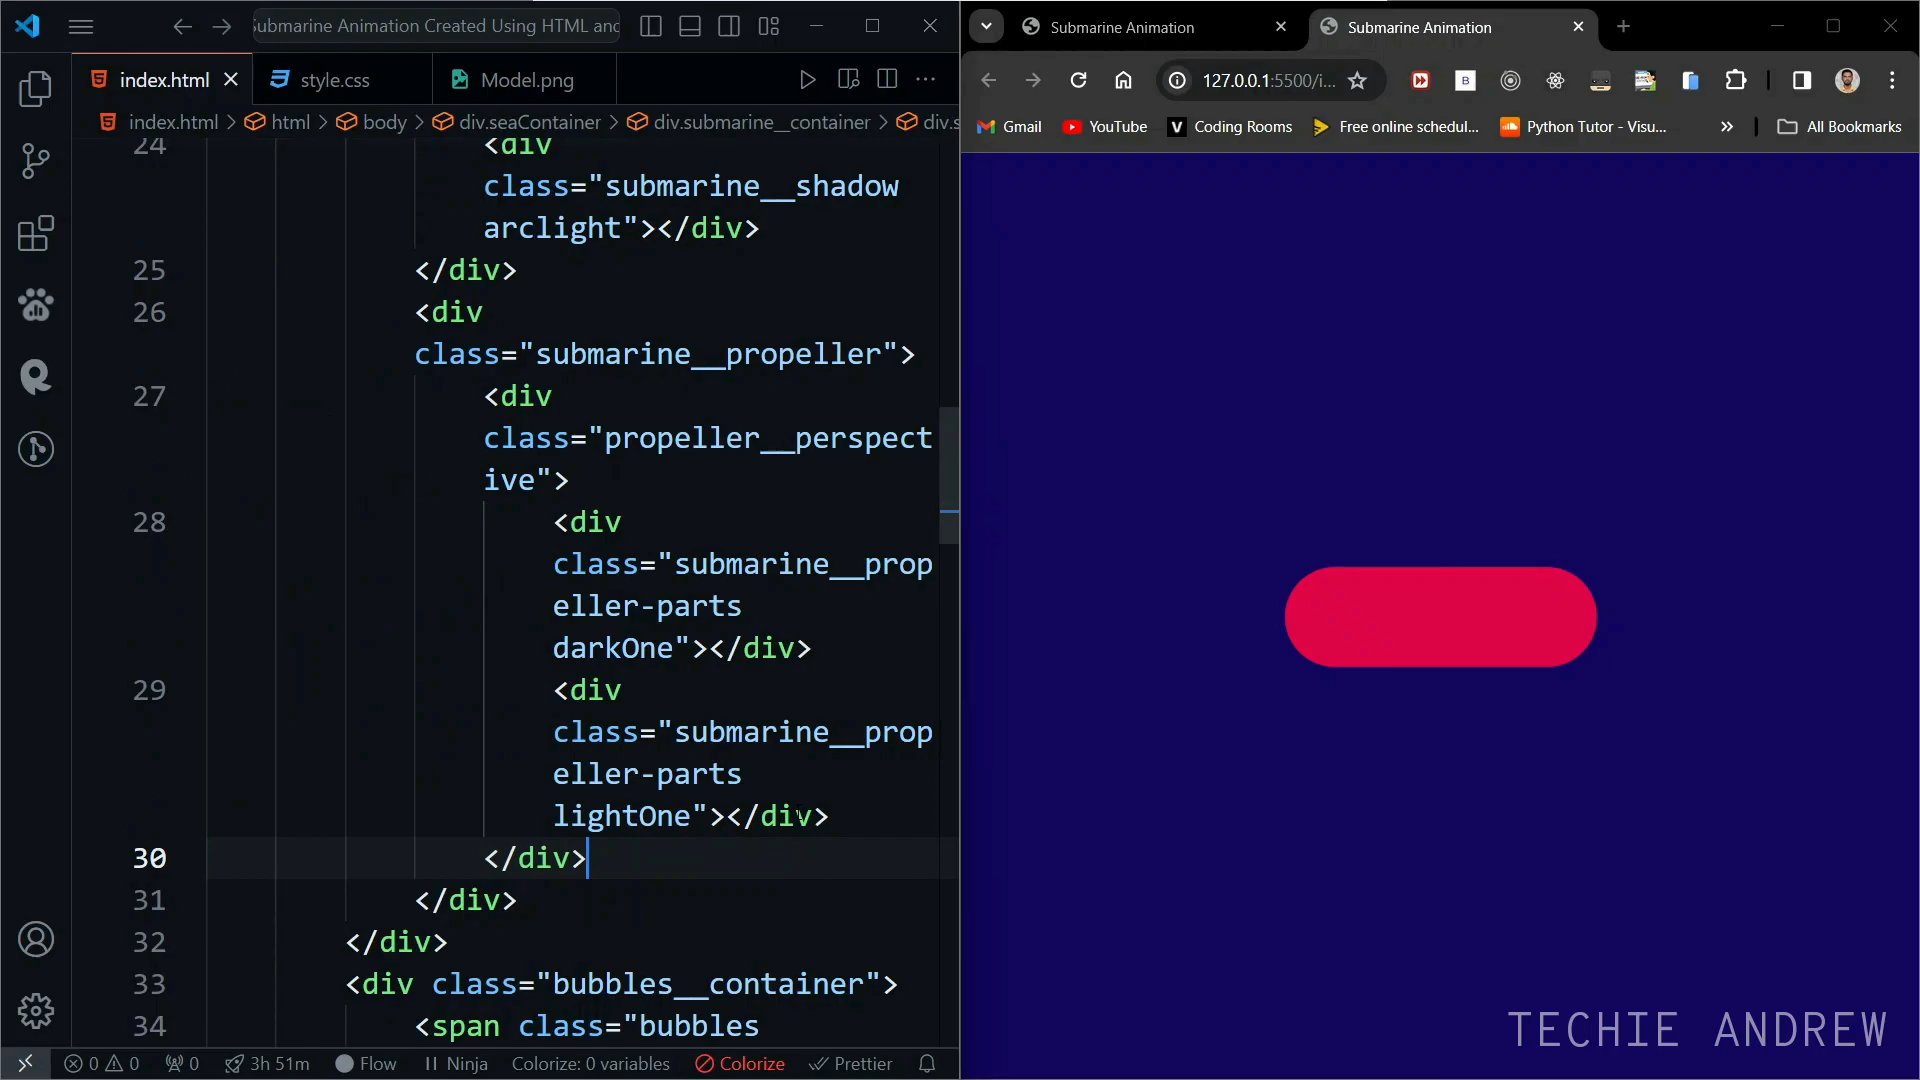 Submarine Animation Created Using HTML and
index.html
style.css
Model.png
index.html > html > body > div.seaContainer > div.submarine__container > div.s
24 <div
class="submarine__shadow
arclight"></div>
25 </div>
26 <div
class="submarine__propeller">
27 <div
class="propeller__perspect
ive">
28 <div
class="submarine__prop
eller-parts
darkOne"></div>
29 <div
class="submarine__prop
eller-parts
lightOne"></div>
30 </div>
31 </div>
32 </div>
33 <div class="bubbles__container">
34 <span class="bubbles
0 0 0 3h 51m Flow Ninja Colorize: 0 variables Colorize Prettier
Submarine Animation
Submarine Animation
127.0.0.1:5500/i...
Gmail YouTube Coding Rooms Free online schedul... Python Tutor - Visu... » All Bookmarks
TECHIE ANDREW